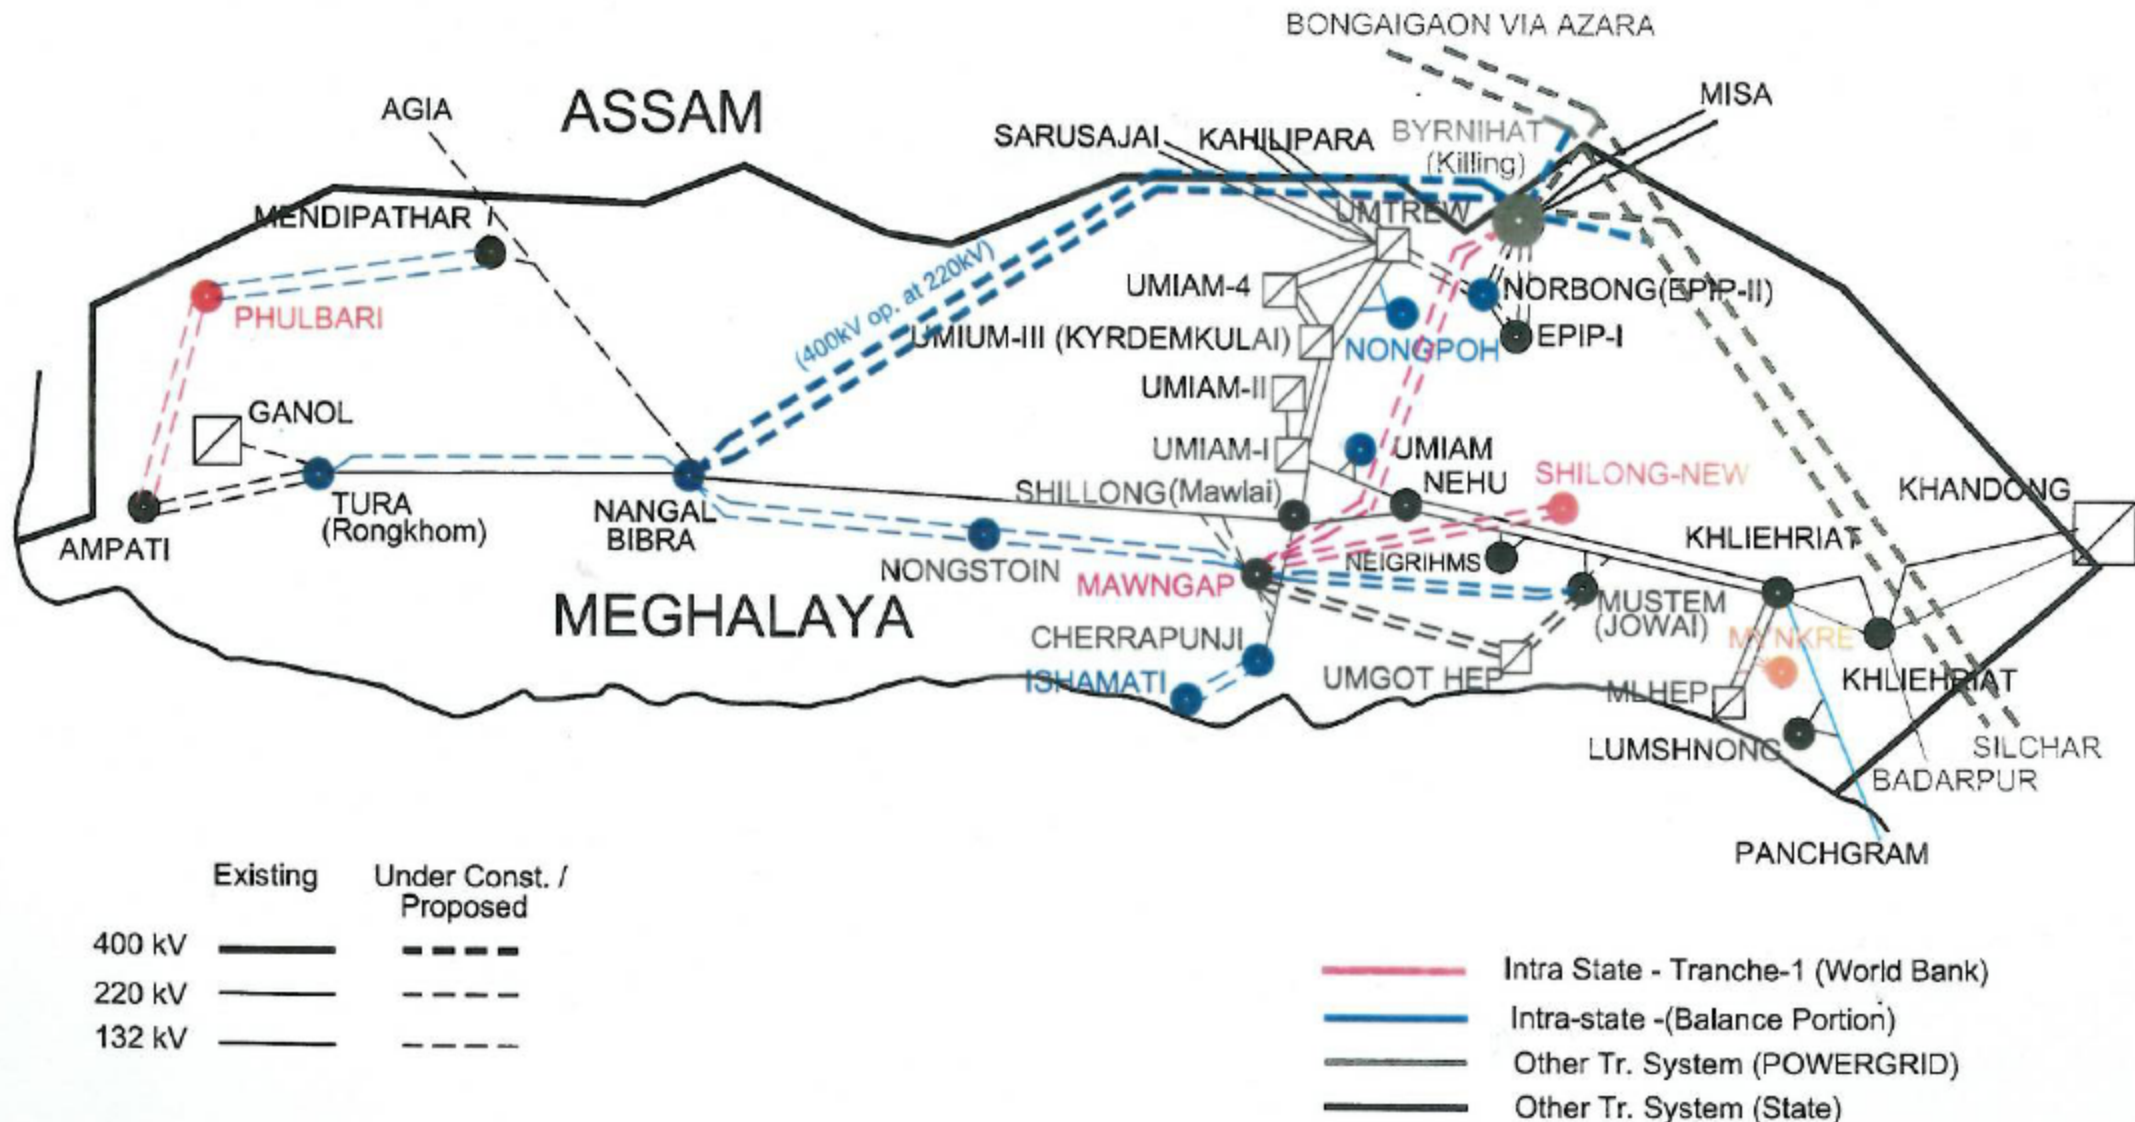 BONGAIGAON VIA AZARA
MISA
AGIA
ASSAM
SARUSAJAI
KAHILIPARA
BYRNIHAT
(Killing)
MENDIPATHAR
UMTREW
(400kV op. at 220kV)
UMIAM-4
NORBONG(EPIP-II)
PHULBARI
UMIUM-III (KYRDEMKULAI)
NONGPOH
EPIP-I
UMIAM-II
GANOL
UMIAM-I
UMIAM
NEHU
SHILONG-NEW
KHANDONG
SHILLONG(Mawlai)
TURA
(Rongkhom)
NANGAL
BIBRA
AMPATI
KHLIEHRIAT
NONGSTOIN
NEIGRIHMS
MAWNGAP
MUSTEM
(JOWAI)
MEGHALAYA
CHERRAPUNJI
MYNKRE
ISHAMATI
UMGOT HEP
KHLIEHRIAT
MLHEP
LUMSHNONG
SILCHAR
BADARPUR
PANCHGRAM
Existing
Under Const. /
Proposed
400 kV
220 kV
132 kV
Intra State - Tranche-1 (World Bank)
Intra-state -(Balance Portion)
Other Tr. System (POWERGRID)
Other Tr. System (State)